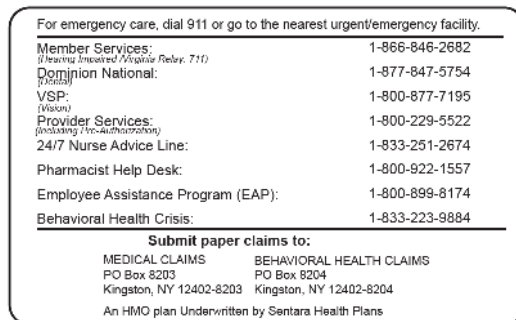 For emergency care, dial 911 or go to the nearest urgent/emergency facility.
Member Services: 1-866-846-2682
(Hearing Impaired /Virginia Relay: 711)
Dominion National: 1-877-847-5754
(Dental)
VSP: 1-800-877-7195
(Vision)
Provider Services: 1-800-229-5522
(Including Pre-Authorization)
24/7 Nurse Advice Line: 1-833-251-2674
Pharmacist Help Desk: 1-800-922-1557
Employee Assistance Program (EAP): 1-800-899-8174
Behavioral Health Crisis: 1-833-223-9884
Submit paper claims to:
MEDICAL CLAIMS BEHAVIORAL HEALTH CLAIMS
PO Box 8203 PO Box 8204
Kingston, NY 12402-8203 Kingston, NY 12402-8204
An HMO plan Underwritten by Sentara Health Plans